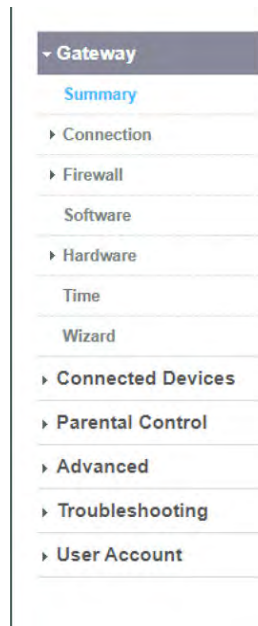 Gateway
Summary
Connection
Firewall
Software
Hardware
Time
Wizard
Connected Devices
Parental Control
Advanced
Troubleshooting
User Account